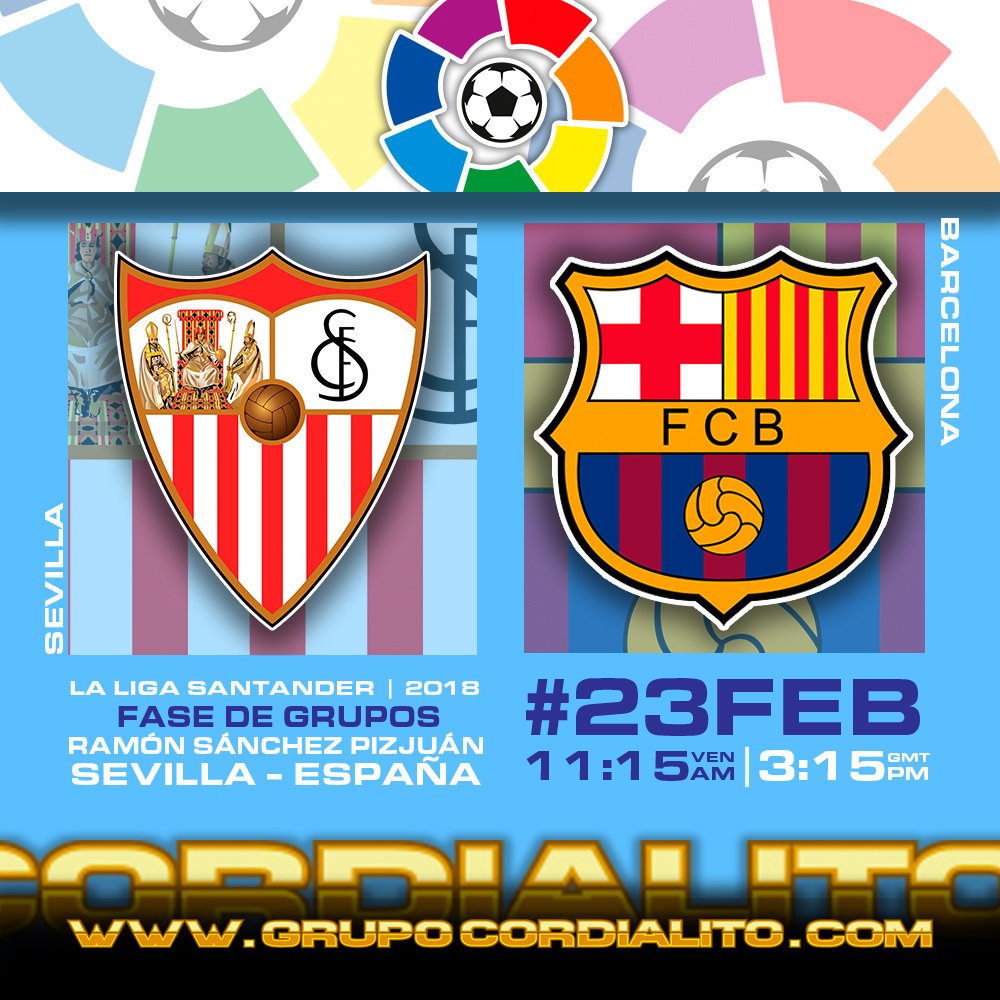 SEVILLA
FCB
BARCELONA
LA LIGA SANTANDER | 2018
FASE DE GRUPOS
RAMÓN SÁNCHEZ PIZJUÁN
SEVILLA - ESPAÑA
#23FEB
11:15 VEN AM | 3:15 GMT PM
CORDIALITO
WWW.GRUPOCORDIALITO.COM